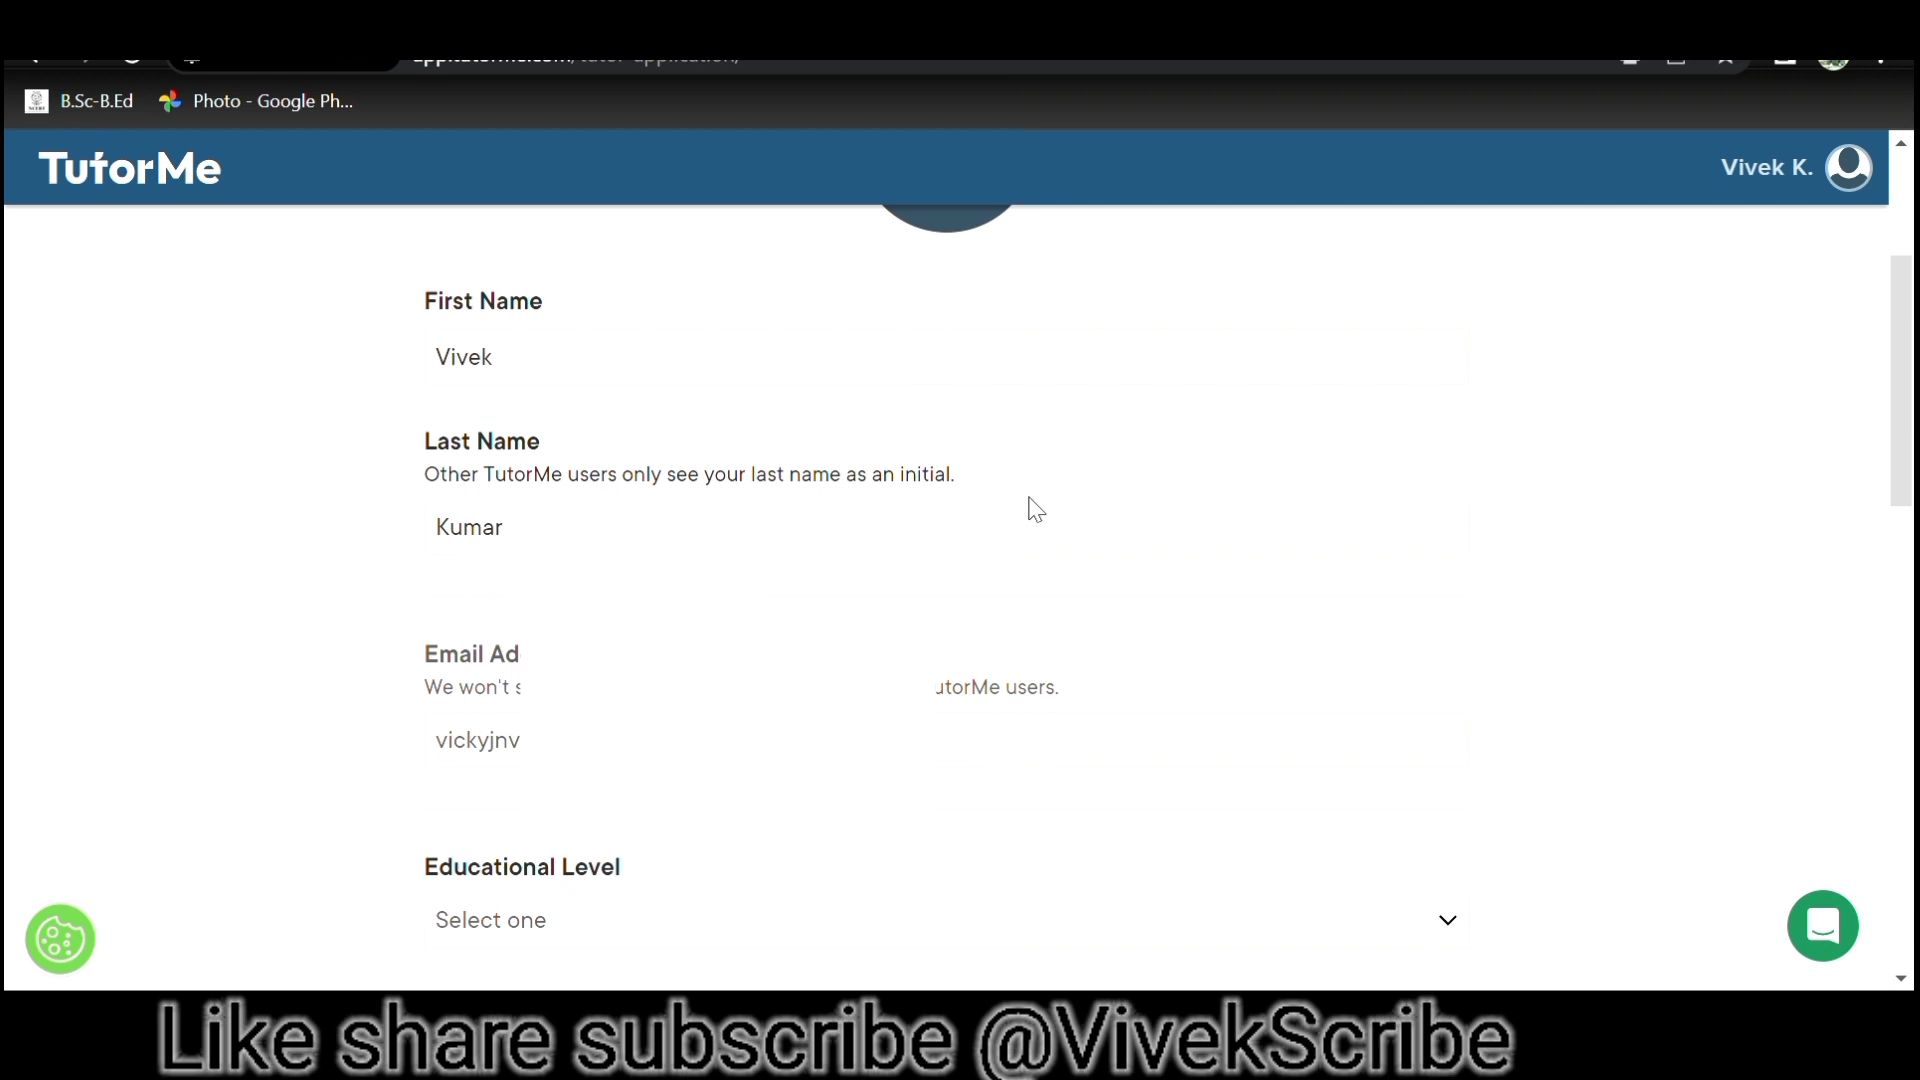 B.Sc-B.Ed
Photo - Google Ph...
TutorMe
Vivek K.
First Name
Vivek
Last Name
Other TutorMe users only see your last name as an initial.
Kumar
Email Ad
We won't
users.
vickyjnv
Educational Level
Select one
Like share subscribe @VivekScribe